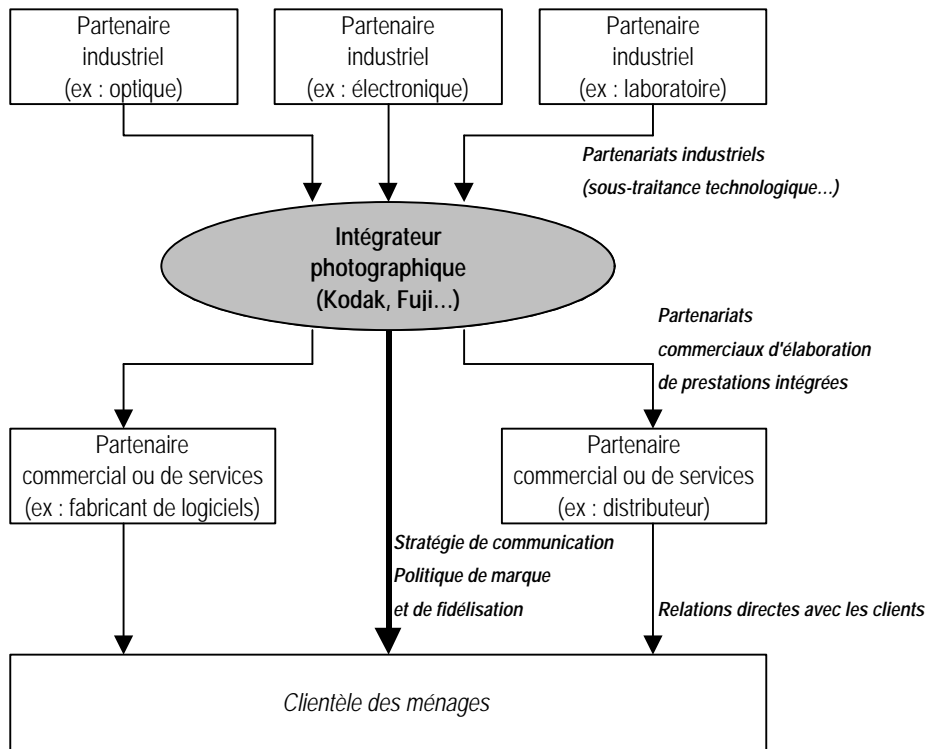 Partenaire
industriel
(ex : optique)
Partenaire
industriel
(ex : électronique)
Partenaire
industriel
(ex : laboratoire)
Partenariats industriels
(sous-traitance technologique…)
Intégrateur
photographique
(Kodak, Fuji…)
Partenariats
commerciaux d'élaboration
de prestations intégrées
Partenaire
commercial ou de services
(ex : fabricant de logiciels)
Partenaire
commercial ou de services
(ex : distributeur)
Stratégie de communication
Politique de marque
et de fidélisation
Relations directes avec les clients
Clientèle des ménages